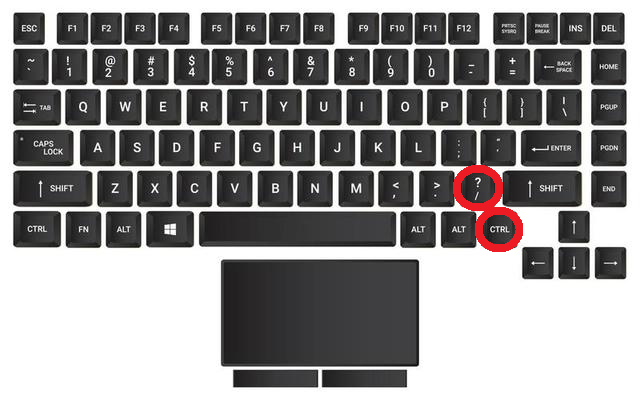 ESC F1 F2 F3 F4 F5 F6 F7 F8 F9 F10 F11 F12 PRTSC SYRQ PAUSE BREAK INS DEL
~ ` ! 1 @ 2 # 3 $ 4 % 5 ^ 6 & 7 * 8 ( 9 ) 0 _ - + = ← BACK SPACE HOME
TAB Q W E R T Y U I O P { [ } ] | \ PGUP
CAPS LOCK A S D F G H J K L : ; " ' ← ENTER PGDN
↑ SHIFT Z X C V B N M < , > . ? / ↑ SHIFT END
CTRL FN ALT ALT ALT CTRL ↑
← ↓ →